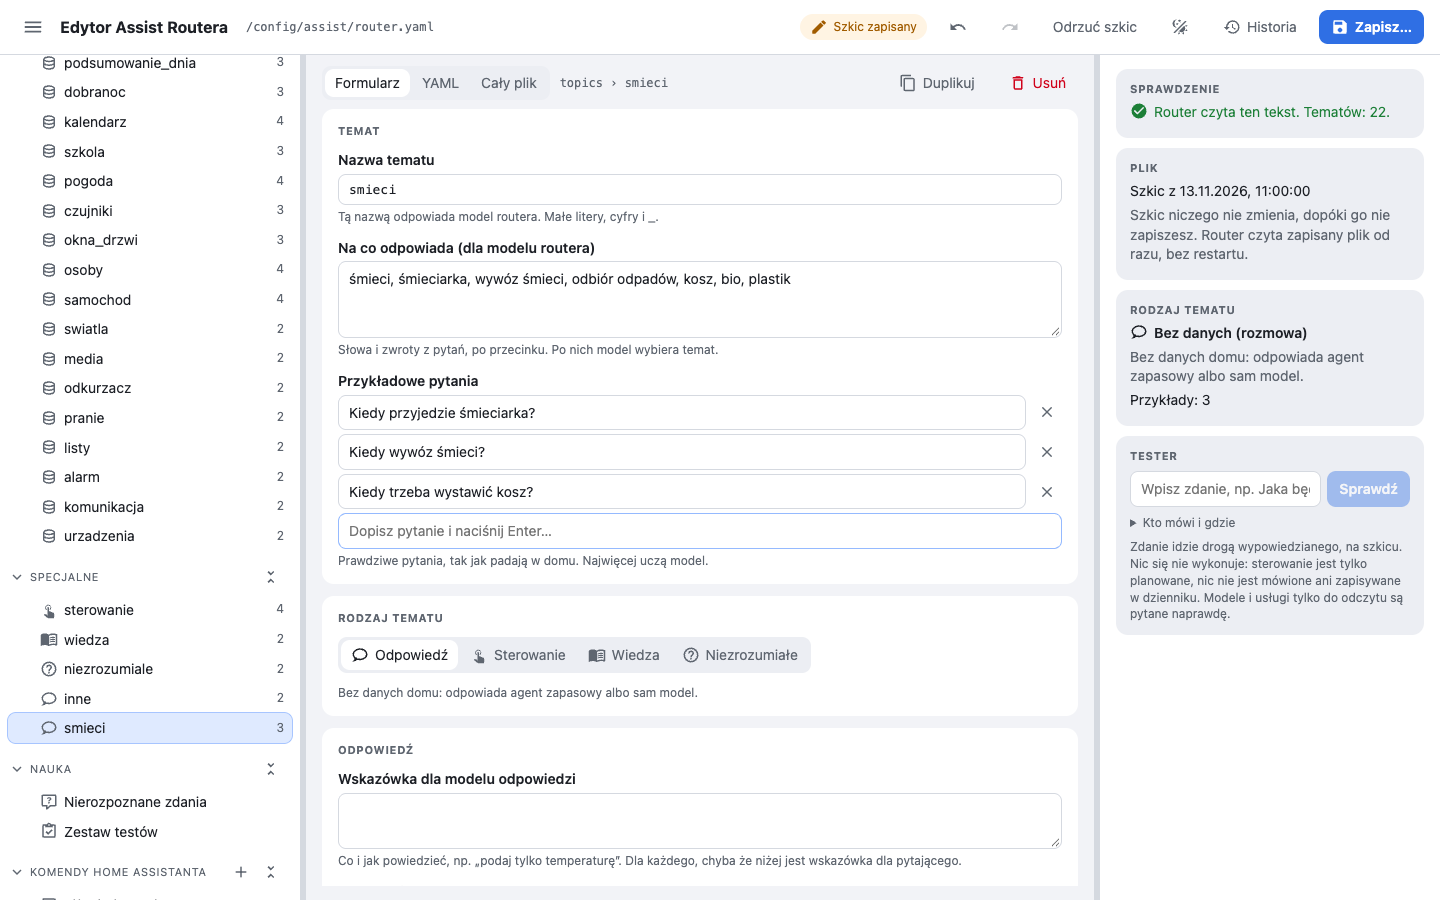 Edytor Assist Routera
/config/assist/router.yaml
Szkic zapisany
Odrzuć szkic
Historia
Zapisz...
podsumowanie_dnia 3
dobranoc 3
kalendarz 4
szkola 3
pogoda 4
czujniki 3
okna_drzwi 3
osoby 4
samochod 4
swiatla 2
media 2
odkurzacz 2
pranie 2
listy 2
alarm 2
komunikacja 2
urzadzenia 2
SPECJALNE
sterowanie 4
wiedza 2
niezrozumiale 2
inne 2
smieci 3
NAUKA
Nierozpoznane zdania
Zestaw testów
KOMENDY HOME ASSISTANTA
Formularz YAML Cały plik topics › smieci
Duplikuj
Usuń
TEMAT
Nazwa tematu
smieci
Tą nazwą odpowiada model routera. Małe litery, cyfry i _.
Na co odpowiada (dla modelu routera)
śmieci, śmieciarka, wywóz śmieci, odbiór odpadów, kosz, bio, plastik
Słowa i zwroty z pytań, po przecinku. Po nich model wybiera temat.
Przykładowe pytania
Kiedy przyjedzie śmieciarka?
Kiedy wywóz śmieci?
Kiedy trzeba wystawić kosz?
Dopisz pytanie i naciśnij Enter...
Prawdziwe pytania, tak jak padają w domu. Najwięcej uczą model.
RODZAJ TEMATU
Odpowiedź Sterowanie Wiedza Niezrozumiałe
Bez danych domu: odpowiada agent zapasowy albo sam model.
ODPOWIEDŹ
Wskazówka dla modelu odpowiedzi
Co i jak powiedzieć, np. „podaj tylko temperaturę”. Dla każdego, chyba że niżej jest wskazówka dla pytającego.
SPRAWDZENIE
Router czyta ten tekst. Tematów: 22.
PLIK
Szkic z 13.11.2026, 11:00:00
Szkic niczego nie zmienia, dopóki go nie
zapiszesz. Router czyta zapisany plik od
razu, bez restartu.
RODZAJ TEMATU
Bez danych (rozmowa)
Bez danych domu: odpowiada agent
zapasowy albo sam model.
Przykłady: 3
TESTER
Wpisz zdanie, np. Jaka bę
Sprawdź
Kto mówi i gdzie
Zdanie idzie drogą wypowiedzianego, na szkicu.
Nic się nie wykonuje: sterowanie jest tylko
planowane, nic nie jest mówione ani zapisywane
w dzienniku. Modele i usługi tylko do odczytu są
pytane naprawdę.